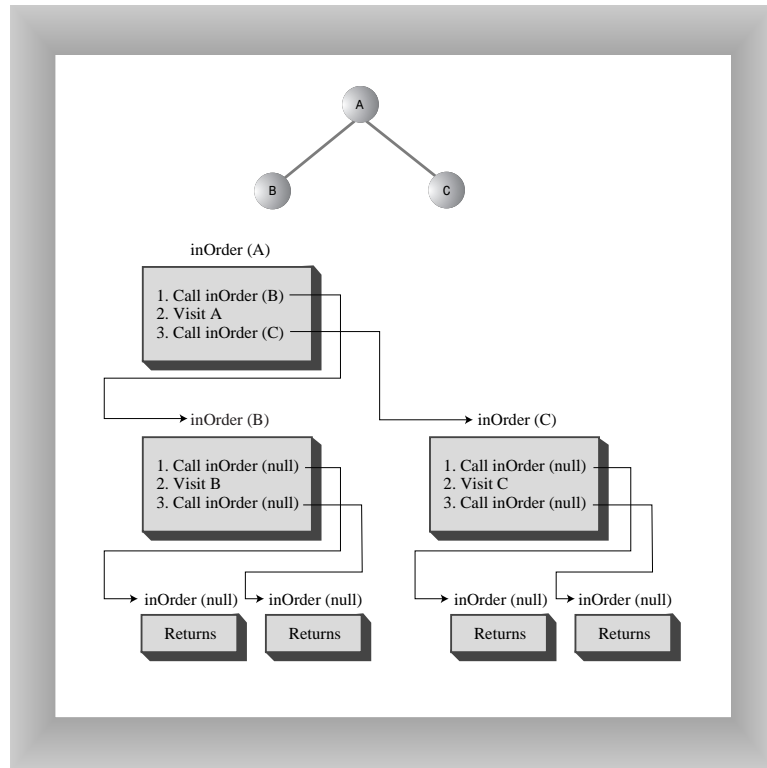 A
B
C
inOrder (A)
1. Call inOrder (B)
2. Visit A
3. Call inOrder (C)
inOrder (B)
inOrder (C)
1. Call inOrder (null)
2. Visit B
3. Call inOrder (null)
1. Call inOrder (null)
2. Visit C
3. Call inOrder (null)
inOrder (null)
inOrder (null)
inOrder (null)
inOrder (null)
Returns
Returns
Returns
Returns